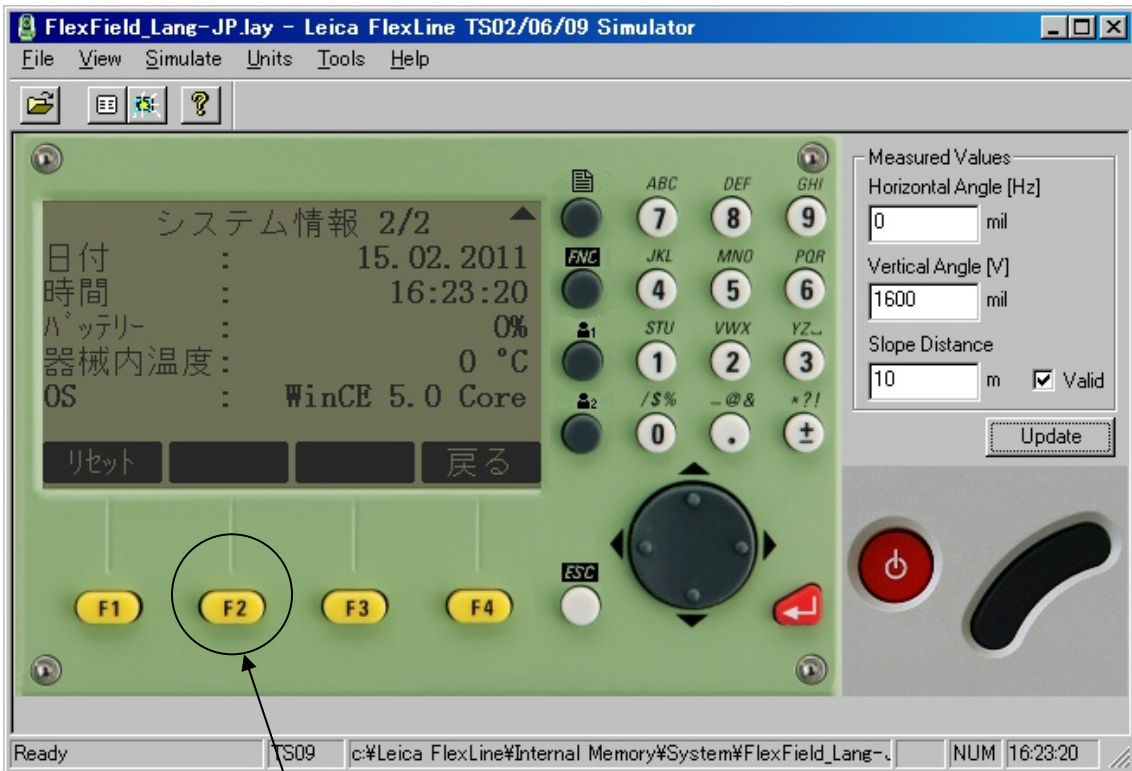 FlexField_Lang-JP.lay - Leica FlexLine TS02/06/09 Simulator
File View Simulate Units Tools Help
システム情報 2/2
日付 : 15.02.2011
時間 : 16:23:20
バッテリー : 0%
器械内温度: 0 °C
OS : WinCE 5.0 Core
リセット 戻る
F1 F2 F3 F4
FNC
1
2
ESC
ABC DEF GHI
7 8 9
JKL MNO PQR
4 5 6
STU VWX YZ_
1 2 3
/$% _@& *?!
0 . ±
Measured Values
Horizontal Angle [Hz]
0 mil
Vertical Angle [V]
1600 mil
Slope Distance
10 m Valid
Update
Ready TS09 c:¥Leica FlexLine¥Internal Memory¥System¥FlexField_Lang- NUM 16:23:20